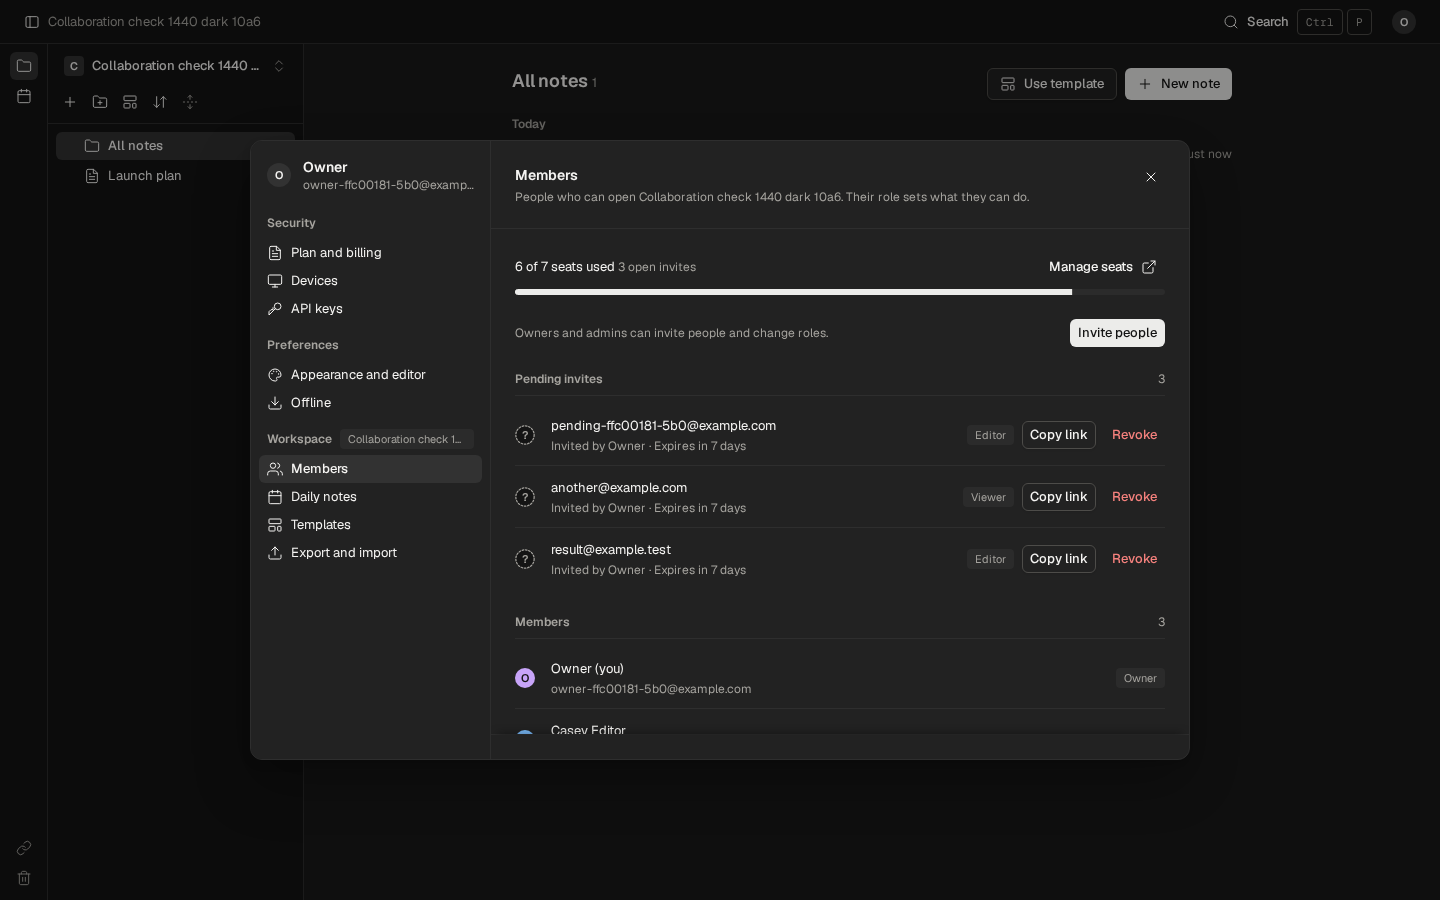 Collaboration check 1440 dark 10a6
Search Ctrl P O
C Collaboration check 1440 ...
All notes 1
Use template
New note
Today
All notes
Launch plan
just now
O Owner
owner-ffc00181-5b0@examp...
Security
Plan and billing
Devices
API keys
Preferences
Appearance and editor
Offline
Workspace Collaboration check 1...
Members
Daily notes
Templates
Export and import
Members
People who can open Collaboration check 1440 dark 10a6. Their role sets what they can do.
6 of 7 seats used 3 open invites
Manage seats
Owners and admins can invite people and change roles.
Invite people
Pending invites 3
? pending-ffc00181-5b0@example.com
Invited by Owner · Expires in 7 days
Editor Copy link Revoke
? another@example.com
Invited by Owner · Expires in 7 days
Viewer Copy link Revoke
? result@example.test
Invited by Owner · Expires in 7 days
Editor Copy link Revoke
Members 3
O Owner (you)
owner-ffc00181-5b0@example.com
Owner
Casey Editor